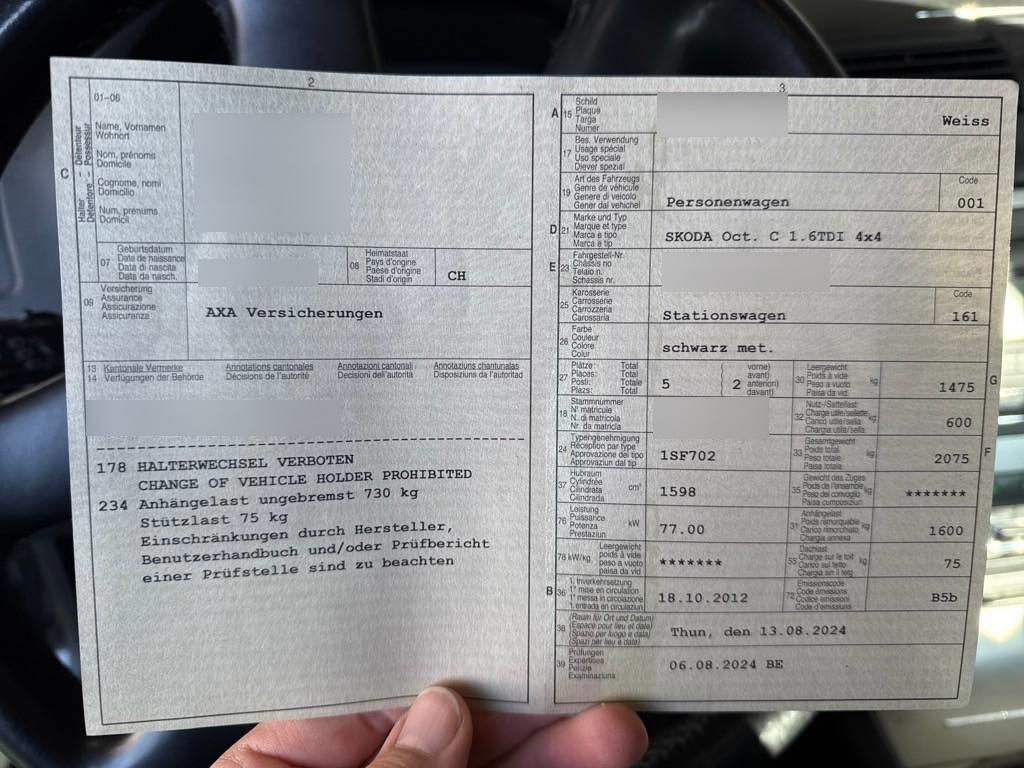 2
01-06
Name, Vornamen
Wohnort
Nom, prénoms
Domicile
Cognome, nomi
Domicilio
Num, prenums
Domicil
C
Halter - Détenteur
Detentore - Possessur
07
Geburtsdatum
Date de naissance
Data di nascita
Data da nasch.
08
Heimatstaat
Pays d'origine
Paese d'origine
Stadi d'origin
CH
09
Versicherung
Assurance
Assicurazione
Assicuranza
AXA Versicherungen
13 Kantonale Vermerke Annotations cantonales Annotazioni cantonali Annotaziuns chantunalas
14 Verfügungen der Behörde Décisions de l'autorité Decisioni dell'autorità Disposiziuns da l'autoritad
178 HALTERWECHSEL VERBOTEN
CHANGE OF VEHICLE HOLDER PROHIBITED
234 Anhängelast ungebremst 730 kg
Stützlast 75 kg
Einschränkungen durch Hersteller,
Benutzerhandbuch und/oder Prüfbericht
einer Prüfstelle sind zu beachten
3
A 15
Schild
Plaque
Targa
Numer
Weiss
17
Bes. Verwendung
Usage spécial
Uso speciale
Diever spezial
19
Art des Fahrzeugs
Genre de véhicule
Genere di veicolo
Gener dal vehichel
Personenwagen
Code
001
D 21
Marke und Typ
Marque et type
Marca e tipo
Marca e tip
SKODA Oct. C 1.6TDI 4x4
E 23
Fahrgestell-Nr.
Châssis no
Telaio n.
Schassis nr.
25
Karosserie
Carrosserie
Carrozzeria
Carossaria
Stationswagen
Code
161
26
Farbe
Couleur
Colore
Colur
schwarz met.
27
Plätze: Total
Places: Total
Posti: Totale
Plazs: Total
5
2
vorne)
avant)
anteriori)
davant)
30
Leergewicht
Poids à vide
Peso a vuoto
Paisa da vid
kg
1475
G
18
Stammnummer
N° matricule
N. di matricola
Nr. da matricla
32
Nutz-/Sattellast
Charge utile/sellette
Carico utile/sella
Chargia utila/sella
kg
600
24
Typengenehmigung
Réception par type
Approvazione del tipo
Approvaziun dal tip
1SF702
33
Gesamtgewicht
Poids total
Peso totale
Paisa totala
kg
2075
F
37
Hubraum
Cylindrée
Cilindrata
Cilindrada
cm³
1598
35
Gewicht des Zuges
Poids de l'ensemble
Peso del convoglio
Paisa cumposiziun
kg
*******
76
Leistung
Puissance
Potenza
Prestaziun
kW
77.00
31
Anhängelast
Poids remorquable
Carico rimorchiato
Chargia annexa
kg
1600
78 kW/kg
Leergewicht
poids à vide
peso a vuoto
paisa da vid
*******
55
Dachlast
Charge sur le toit
Carico sul tetto
Chargia sin il tetg
kg
75
B 36
1. Inverkehrsetzung
1re mise en circulation
1a messa in circolazione
1. entrada en circulaziun
18.10.2012
72
Emissionscode
Code émissions
Codice emissioni
Code d'emissiuns
B5b
38
(Raum für Ort und Datum)
(Espace pour lieu et date)
(Spazio per luogo e data)
(Spazi per lieu e data)
Thun, den 13.08.2024
39
Prüfungen
Expertises
Perizie
Examinaziuns
06.08.2024 BE